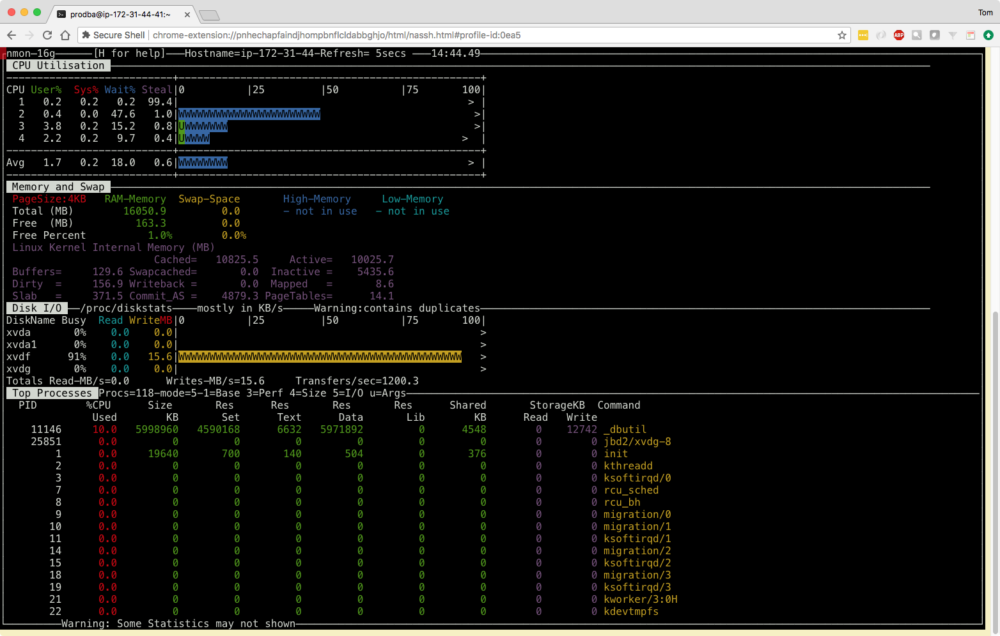 prodba@ip-172-31-44-41:~
Tom
Secure Shell chrome-extension://pnhechapfaindjhompbnflcldabbghjo/html/nassh.html#profile-id:0ea5
ABP
nmon-16g [H for help] Hostname=ip-172-31-44-Refresh= 5secs 14:44.49
CPU Utilisation
CPU User% Sys% Wait% Steal|0 |25 |50 |75 100|
1 0.2 0.2 0.2 99.4| > |
2 0.4 0.0 47.6 1.0|WWWWWWWWWWWWWWWWWWWWWWW >|
3 3.8 0.2 15.2 0.8|UWWWWWWW >|
4 2.2 0.2 9.7 0.4|UWWWW > |
Avg 1.7 0.2 18.0 0.6|WWWWWWWW > |
Memory and Swap
PageSize:4KB RAM-Memory Swap-Space High-Memory Low-Memory
Total (MB) 16050.9 0.0 - not in use - not in use
Free (MB) 163.3 0.0
Free Percent 1.0% 0.0%
Linux Kernel Internal Memory (MB)
Cached= 10825.5 Active= 10025.7
Buffers= 129.6 Swapcached= 0.0 Inactive = 5435.6
Dirty = 156.9 Writeback = 0.0 Mapped = 8.6
Slab = 371.5 Commit_AS = 4879.3 PageTables= 14.1
Disk I/O /proc/diskstats mostly in KB/s Warning:contains duplicates
DiskName Busy Read WriteMB|0 |25 |50 |75 100|
xvda 0% 0.0 0.0| >
xvda1 0% 0.0 0.0| >
xvdf 91% 0.0 15.6|WWWWWWWWWWWWWWWWWWWWWWWWWWWWWWWWWWWWWWWWWWWWWW >
xvdg 0% 0.0 0.0| >
Totals Read-MB/s=0.0 Writes-MB/s=15.6 Transfers/sec=1200.3
Top Processes Procs=118-mode=5-1=Base 3=Perf 4=Size 5=I/O u=Args
PID %CPU Size Res Res Res Res Shared StorageKB Command
Used KB Set Text Data Lib KB Read Write
11146 10.0 5998960 4590168 6632 5971892 0 4548 0 12742 _dbutil
25851 0.0 0 0 0 0 0 0 0 0 jbd2/xvdg-8
1 0.0 19640 700 140 504 0 376 0 0 init
2 0.0 0 0 0 0 0 0 0 0 kthreadd
3 0.0 0 0 0 0 0 0 0 0 ksoftirqd/0
7 0.0 0 0 0 0 0 0 0 0 rcu_sched
8 0.0 0 0 0 0 0 0 0 0 rcu_bh
9 0.0 0 0 0 0 0 0 0 0 migration/0
10 0.0 0 0 0 0 0 0 0 0 migration/1
11 0.0 0 0 0 0 0 0 0 0 ksoftirqd/1
14 0.0 0 0 0 0 0 0 0 0 migration/2
15 0.0 0 0 0 0 0 0 0 0 ksoftirqd/2
18 0.0 0 0 0 0 0 0 0 0 migration/3
19 0.0 0 0 0 0 0 0 0 0 ksoftirqd/3
21 0.0 0 0 0 0 0 0 0 0 kworker/3:0H
22 0.0 0 0 0 0 0 0 0 0 kdevtmpfs
Warning: Some Statistics may not shown